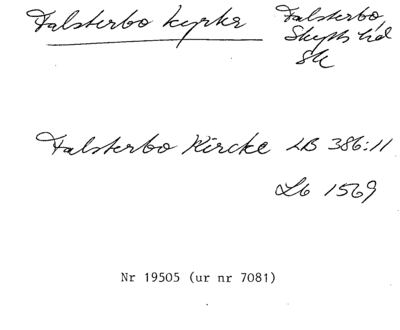 Falsterbo kyrka
Falsterbo,
Skytts hd
Sk
Falsterbo Kircke LB 386:11
Lb 1569
Nr 19505 (ur nr 7081)